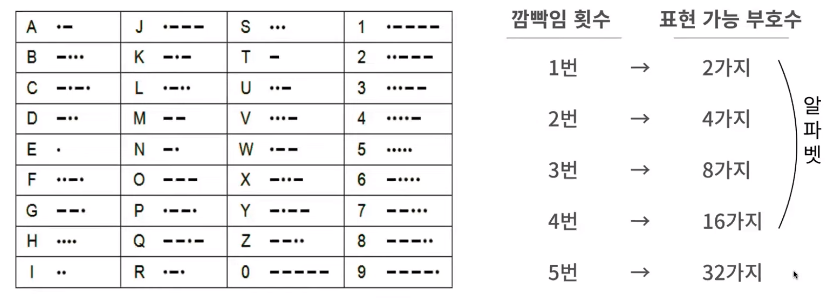 A •– J •––– S ••• 1 •––––
B –••• K –•– T – 2 ••–––
C –•–• L •–•• U ••– 3 •••––
D –•• M –– V •••– 4 ••••–
E • N –• W •–– 5 •••••
F ••–• O ––– X –••– 6 –••••
G ––• P •––• Y –•–– 7 ––•••
H •••• Q ––•– Z ––•• 8 –––••
I •• R •–• 0 ––––– 9 ––––•
깜빡임 횟수 표현 가능 부호수
1번 → 2가지
2번 → 4가지
3번 → 8가지
4번 → 16가지
5번 → 32가지
알
파
벳